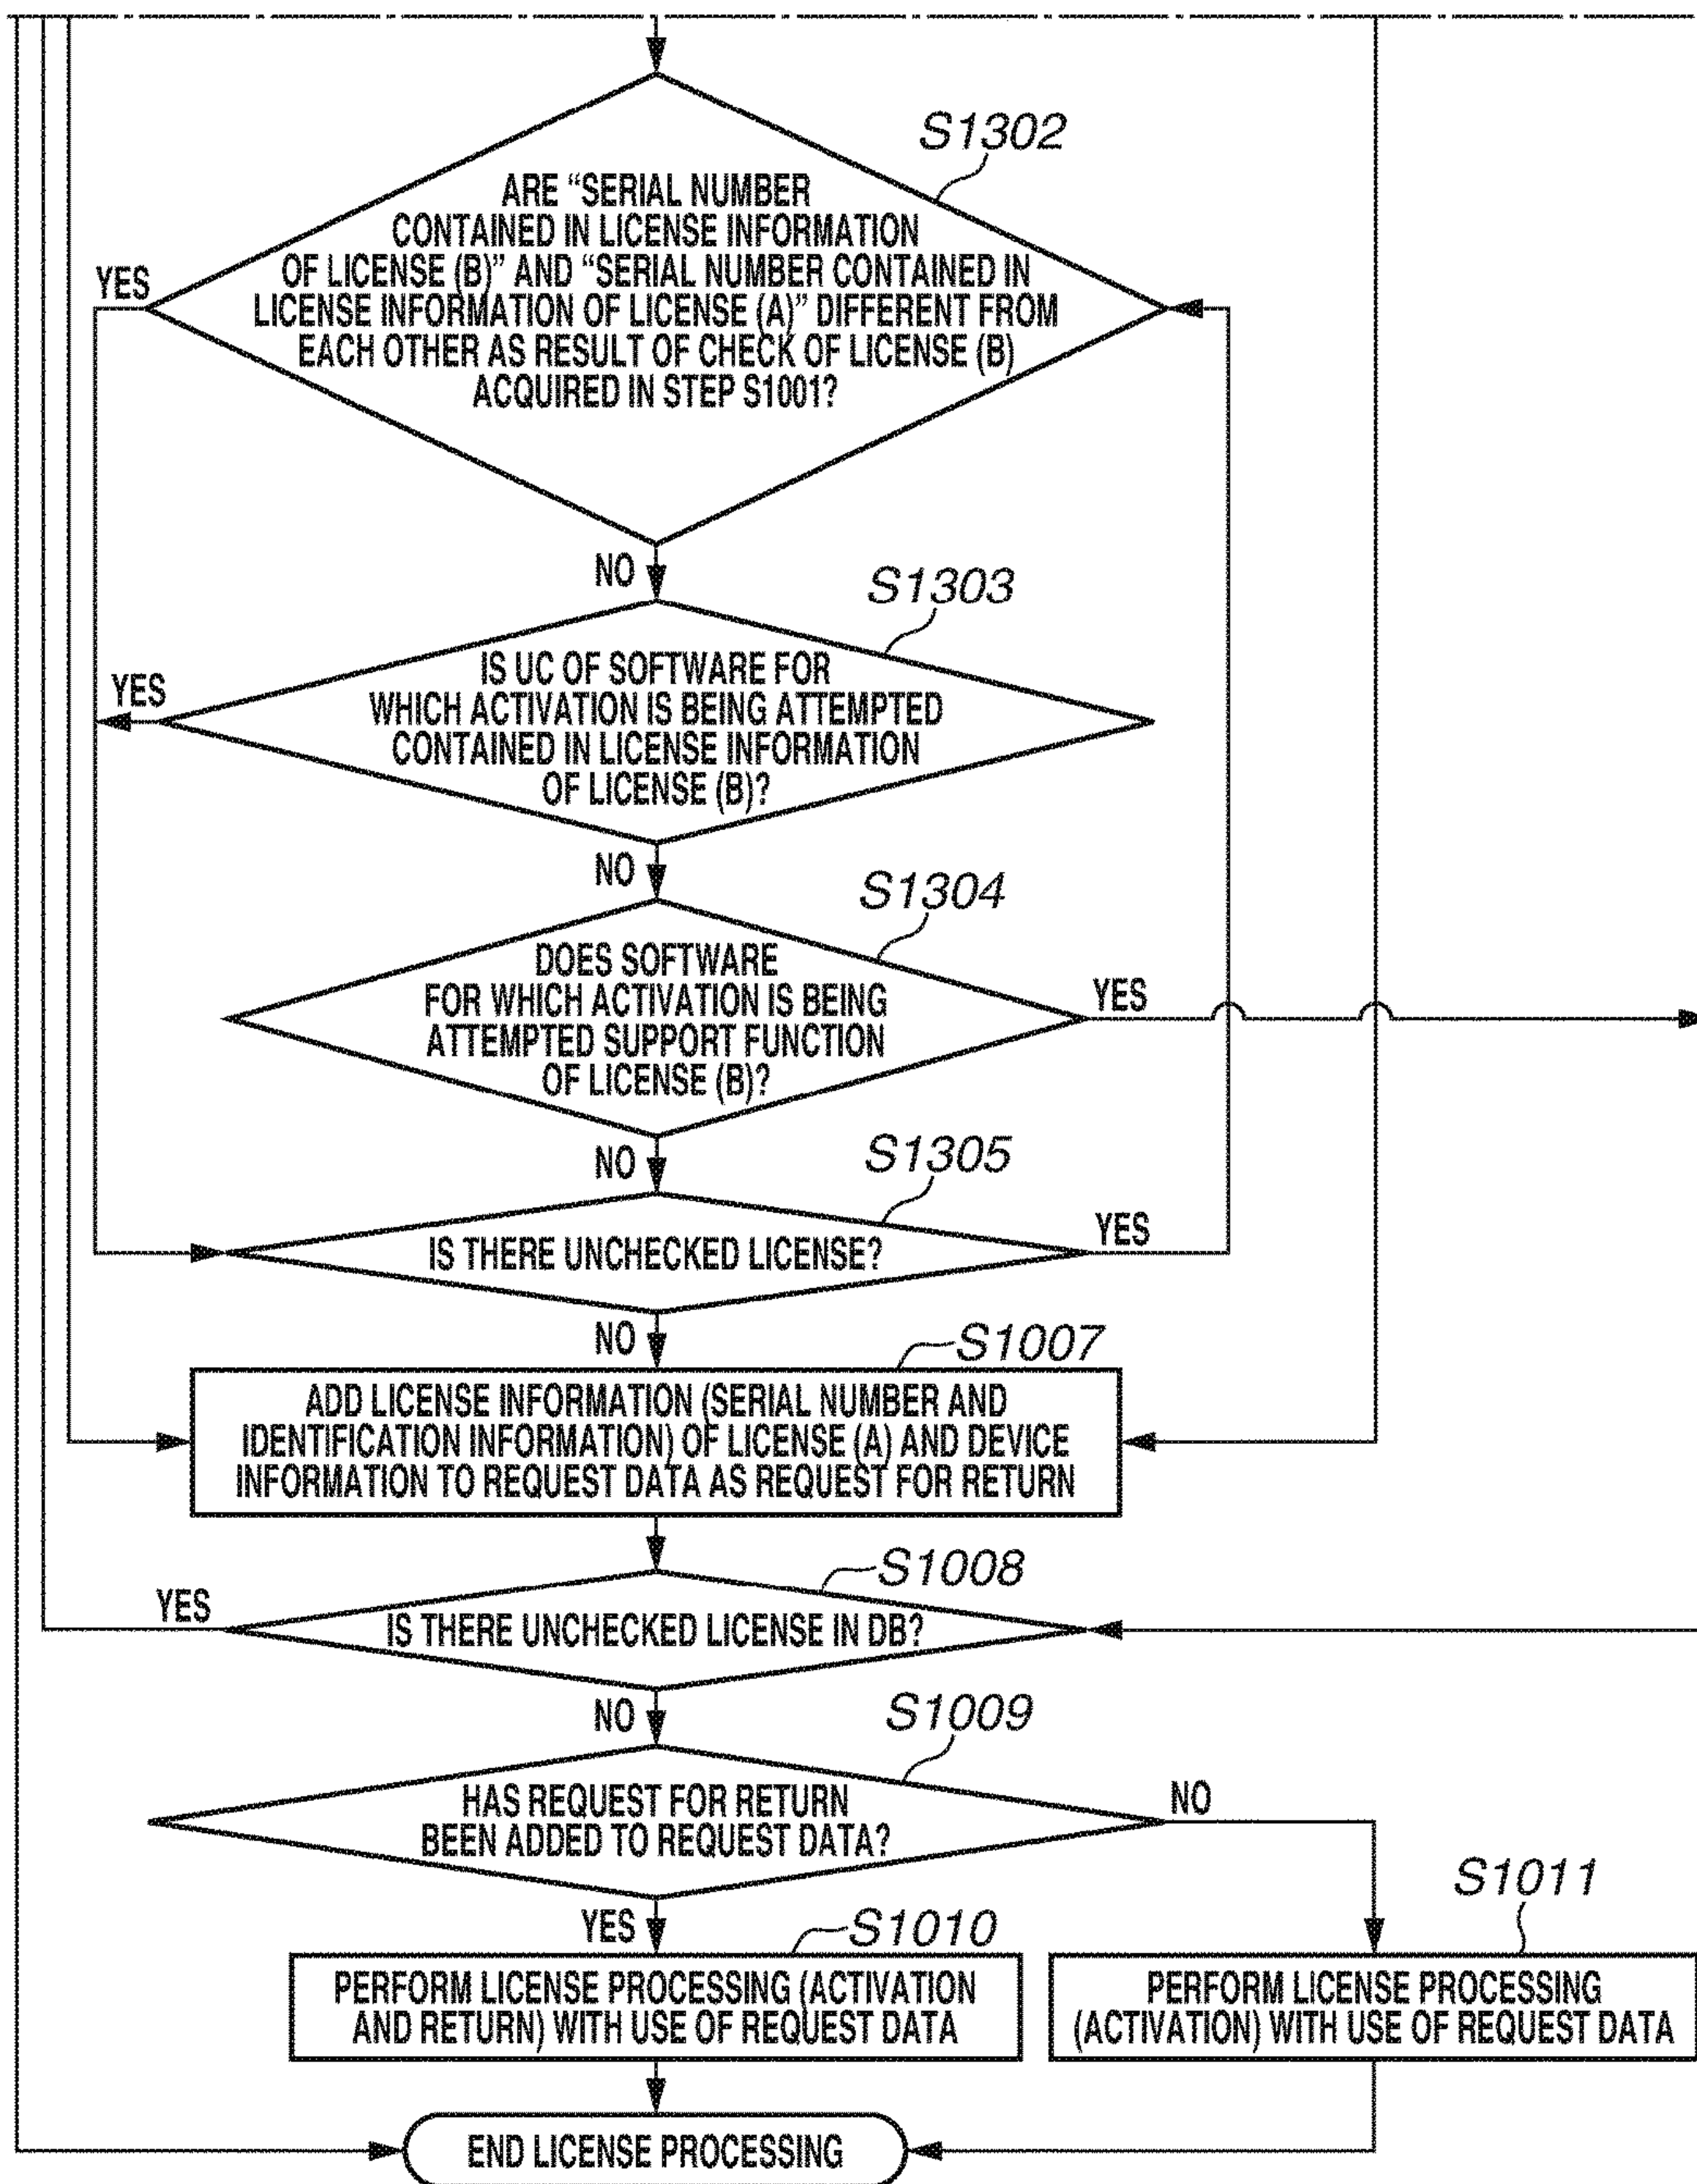 S1302
ARE “SERIAL NUMBER
CONTAINED IN LICENSE INFORMATION
OF LICENSE (B)” AND “SERIAL NUMBER CONTAINED IN
LICENSE INFORMATION OF LICENSE (A)” DIFFERENT FROM
EACH OTHER AS RESULT OF CHECK OF LICENSE (B)
ACQUIRED IN STEP S1001?
YES
NO
S1303
IS UC OF SOFTWARE FOR
WHICH ACTIVATION IS BEING ATTEMPTED
CONTAINED IN LICENSE INFORMATION
OF LICENSE (B)?
YES
NO
S1304
DOES SOFTWARE
FOR WHICH ACTIVATION IS BEING
ATTEMPTED SUPPORT FUNCTION
OF LICENSE (B)?
YES
NO
S1305
IS THERE UNCHECKED LICENSE?
YES
NO
S1007
ADD LICENSE INFORMATION (SERIAL NUMBER AND
IDENTIFICATION INFORMATION) OF LICENSE (A) AND DEVICE
INFORMATION TO REQUEST DATA AS REQUEST FOR RETURN
S1008
YES
IS THERE UNCHECKED LICENSE IN DB?
NO
S1009
HAS REQUEST FOR RETURN
BEEN ADDED TO REQUEST DATA?
NO
YES
S1010
PERFORM LICENSE PROCESSING (ACTIVATION
AND RETURN) WITH USE OF REQUEST DATA
S1011
PERFORM LICENSE PROCESSING
(ACTIVATION) WITH USE OF REQUEST DATA
END LICENSE PROCESSING